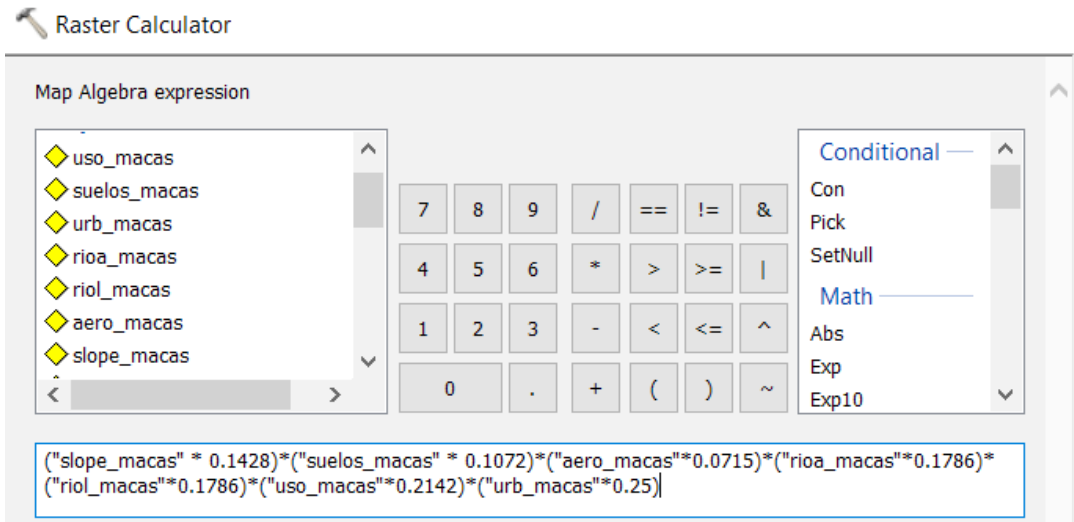 Raster Calculator
Map Algebra expression
uso_macas
suelos_macas
urb_macas
rioa_macas
riol_macas
aero_macas
slope_macas
7 8 9 / == != &
4 5 6 * > >= |
1 2 3 - < <= ^
0 . + ( ) ~
Conditional
Con
Pick
SetNull
Math
Abs
Exp
Exp10
("slope_macas" * 0.1428)*("suelos_macas" * 0.1072)*("aero_macas"*0.0715)*("rioa_macas"*0.1786)*
("riol_macas"*0.1786)*("uso_macas"*0.2142)*("urb_macas"*0.25)